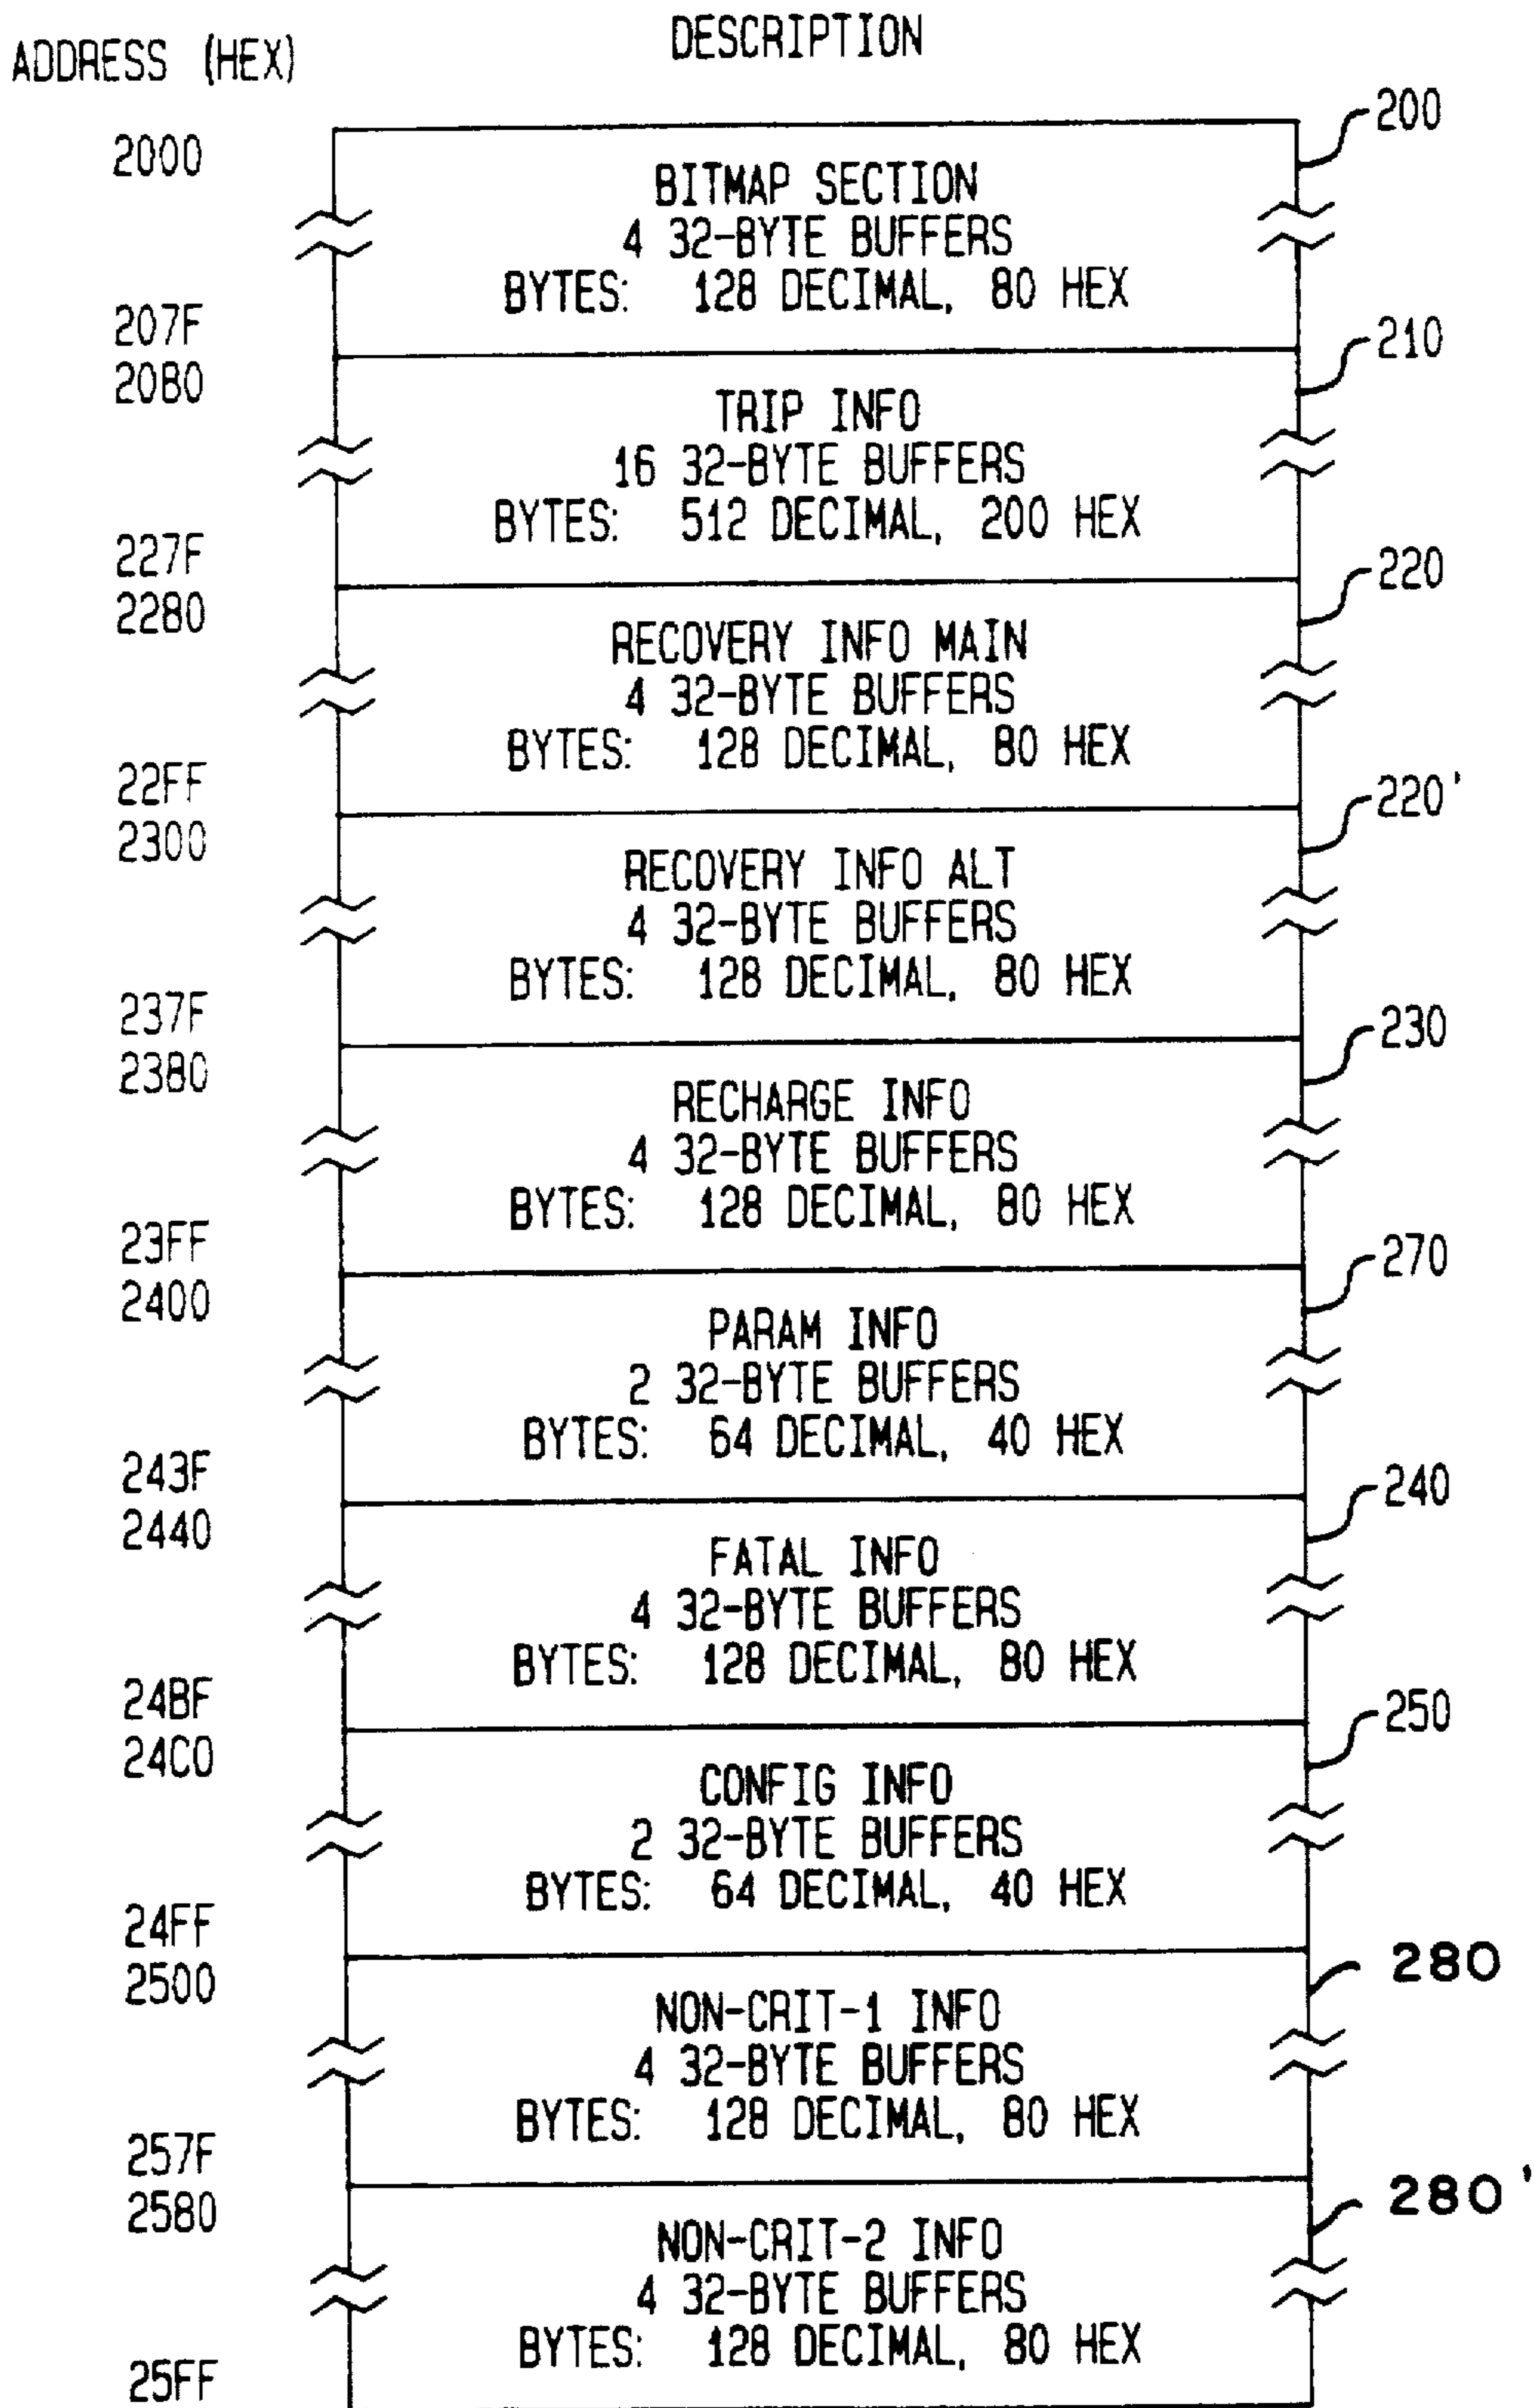 DESCRIPTION
ADDRESS (HEX)
200
2000
BITMAP SECTION
4 32-BYTE BUFFERS
BYTES: 128 DECIMAL, 80 HEX
207F
210
2080
TRIP INFO
16 32-BYTE BUFFERS
BYTES: 512 DECIMAL, 200 HEX
227F
220
2280
RECOVERY INFO MAIN
4 32-BYTE BUFFERS
BYTES: 128 DECIMAL, 80 HEX
22FF
220'
2300
RECOVERY INFO ALT
4 32-BYTE BUFFERS
BYTES: 128 DECIMAL, 80 HEX
237F
230
2380
RECHARGE INFO
4 32-BYTE BUFFERS
BYTES: 128 DECIMAL, 80 HEX
23FF
270
2400
PARAM INFO
2 32-BYTE BUFFERS
BYTES: 64 DECIMAL, 40 HEX
243F
240
2440
FATAL INFO
4 32-BYTE BUFFERS
BYTES: 128 DECIMAL, 80 HEX
24BF
250
24C0
CONFIG INFO
2 32-BYTE BUFFERS
BYTES: 64 DECIMAL, 40 HEX
24FF
280
2500
NON-CRIT-1 INFO
4 32-BYTE BUFFERS
BYTES: 128 DECIMAL, 80 HEX
257F
280'
2580
NON-CRIT-2 INFO
4 32-BYTE BUFFERS
BYTES: 128 DECIMAL, 80 HEX
25FF